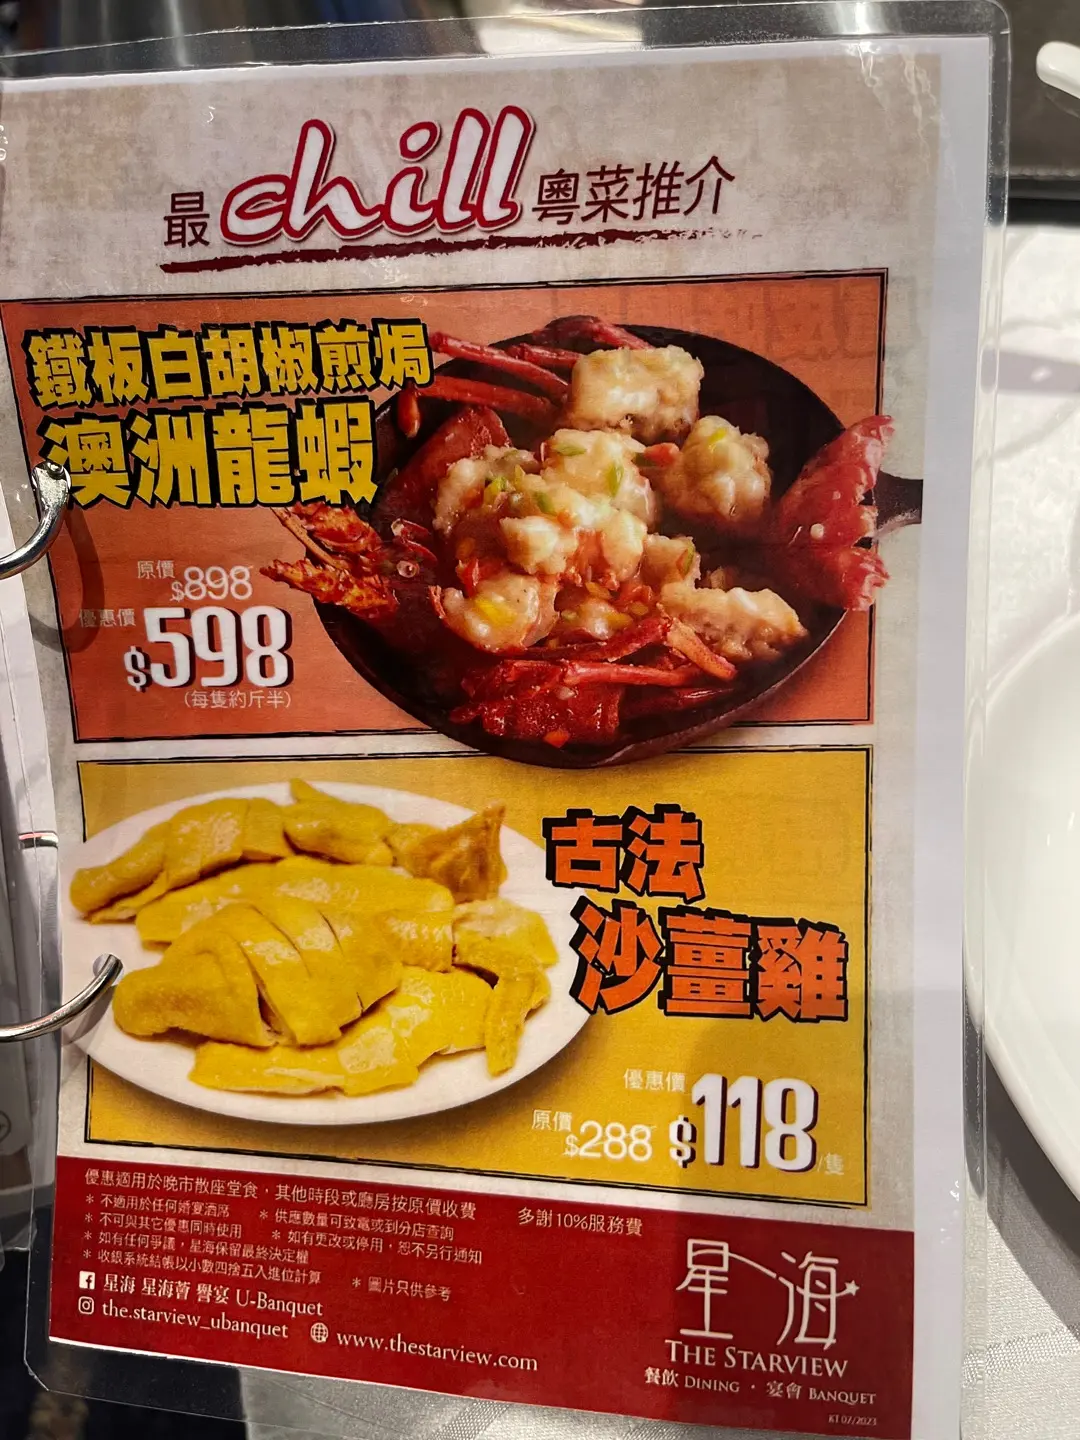 最chill粵菜推介
鐵板白胡椒煎焗
澳洲龍蝦
原價$898
優惠價$598
(每隻約斤半)
古法
沙薑雞
優惠價$118/隻
原價$288
優惠適用於晚市散座堂食，其他時段或廳房按原價收費
多謝10%服務費
* 不適用於任何婚宴酒席
* 供應數量可致電或到分店查詢
* 不可與其它優惠同時使用
* 如有更改或停用，恕不另行通知
* 如有任何爭議，星海保留最終決定權
* 收銀系統結帳以小數四捨五入進位計算
* 圖片只供參考
星海 星海薈 譽宴 U-Banquet
the.starview_ubanquet
www.thestarview.com
星海
THE STARVIEW
餐飲 DINING · 宴會 BANQUET
KT 07/2023